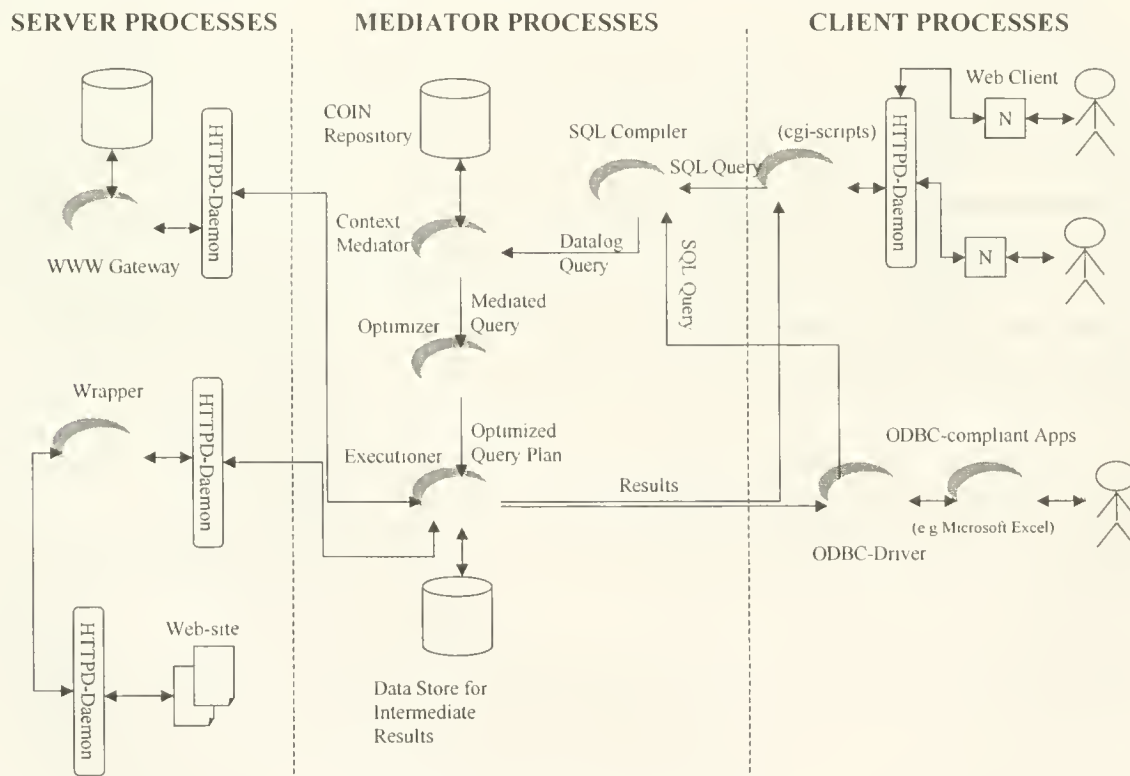 SERVER PROCESSES
MEDIATOR PROCESSES
CLIENT PROCESSES
COIN
Repository
HTTPD-Daemon
WWW Gateway
Context
Mediator
SQL Compiler
SQL Query
(cgi-scripts)
HTTPD-Daemon
Web Client
N
N
Datalog
Query
SQL Query
Mediated
Query
Optimizer
Wrapper
HTTPD-Daemon
Optimized
Query Plan
Executioner
Results
ODBC-compliant Apps
(e g Microsoft Excel)
ODBC-Driver
HTTPD-Daemon
Web-site
Data Store for
Intermediate
Results